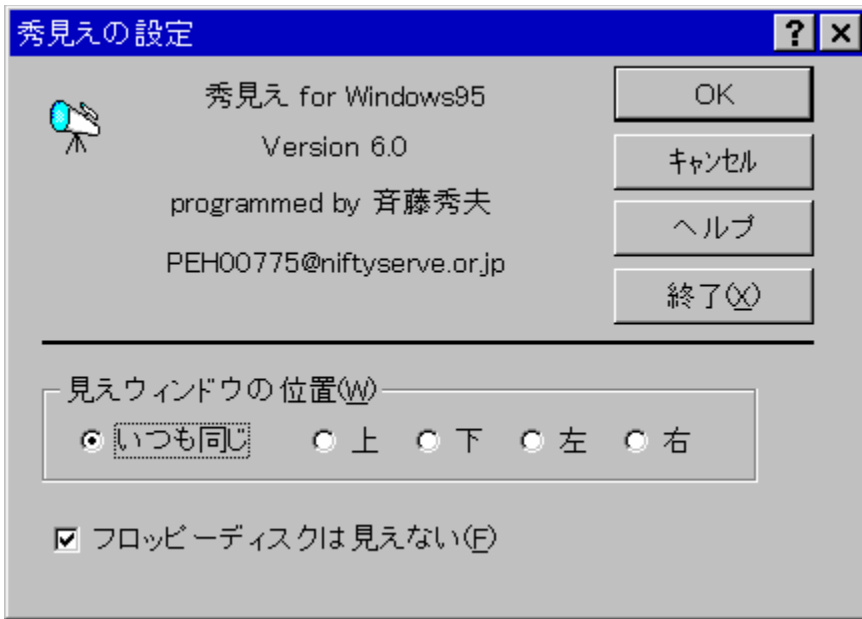 秀見えの設定
秀見え for Windows95
Version 6.0
programmed by 斉藤秀夫
PEH00775@niftyserve.or.jp
OK
キャンセル
ヘルプ
終了(X)
見えウィンドウの位置(W)
いつも同じ 上 下 左 右
フロッピーディスクは見えない(F)